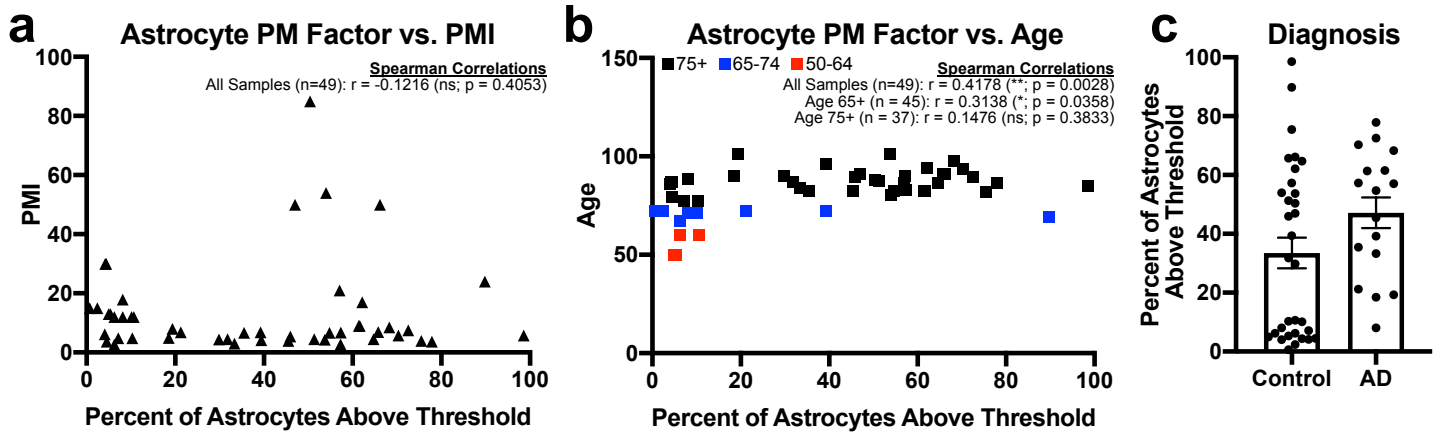 a
Astrocyte PM Factor vs. PMI
Spearman Correlations
All Samples (n=49): r = -0.1216 (ns; p = 0.4053)
PMI
100
80
60
40
20
0
0 20 40 60 80 100
Percent of Astrocytes Above Threshold
b
Astrocyte PM Factor vs. Age
75+ 65-74 50-64
Spearman Correlations
All Samples (n=49): r = 0.4178 (**; p = 0.0028)
Age 65+ (n = 45): r = 0.3138 (*; p = 0.0358)
Age 75+ (n = 37): r = 0.1476 (ns; p = 0.3833)
Age
150
100
50
0
0 20 40 60 80 100
Percent of Astrocytes Above Threshold
c
Diagnosis
Percent of Astrocytes
Above Threshold
100
80
60
40
20
0
Control AD